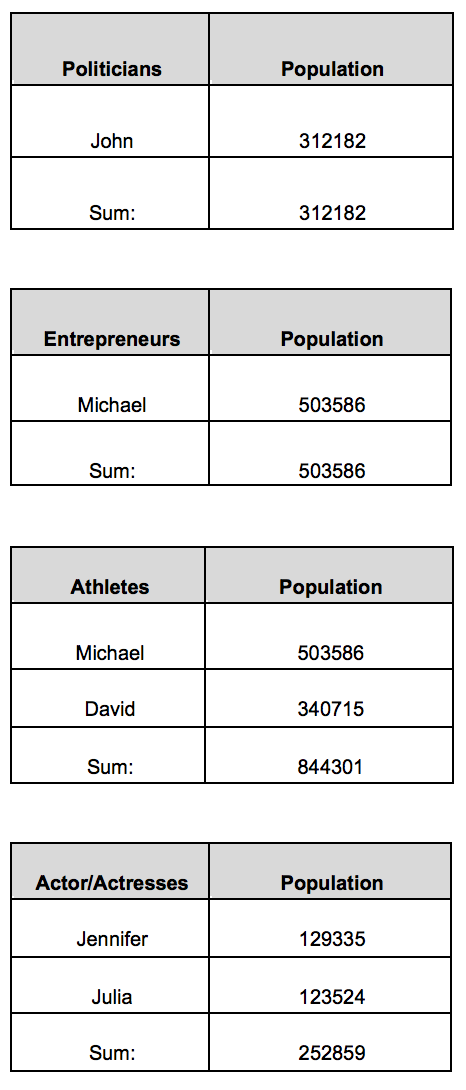 Politicians Population
John 312182
Sum: 312182
Entrepreneurs Population
Michael 503586
Sum: 503586
Athletes Population
Michael 503586
David 340715
Sum: 844301
Actor/Actresses Population
Jennifer 129335
Julia 123524
Sum: 252859